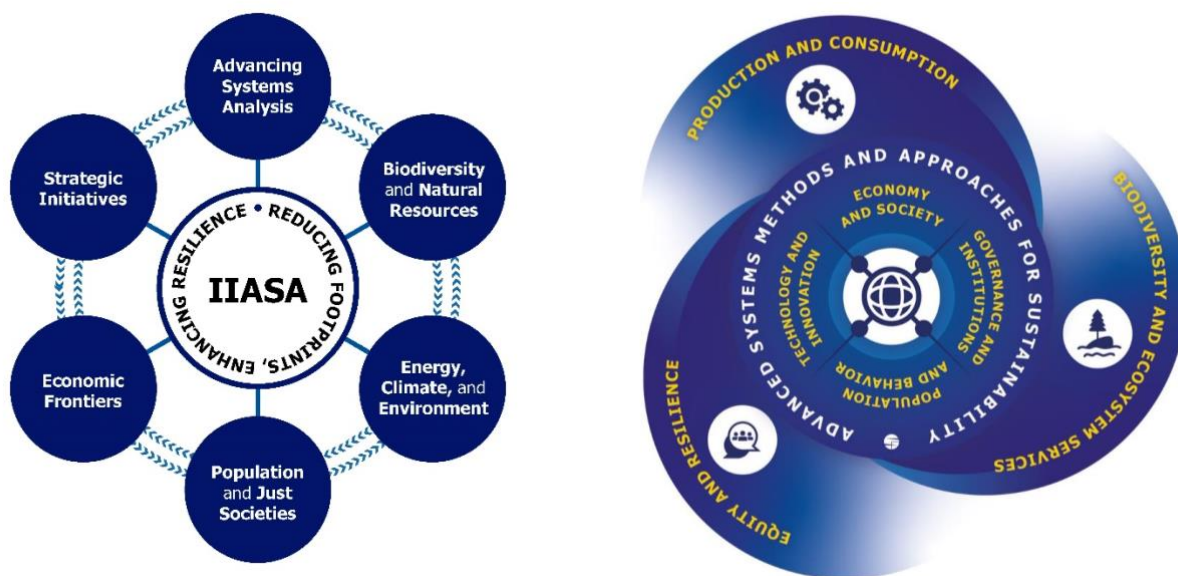 Advancing
Systems
Analysis
Strategic
Initiatives
Biodiversity
and Natural
Resources
REDUCING FOOTPRINTS, ENHANCING RESILIENCE •
IIASA
Economic
Frontiers
Energy,
Climate, and
Environment
Population
and Just
Societies
PRODUCTION AND CONSUMPTION
BIODIVERSITY AND ECOSYSTEM SERVICES
EQUITY AND RESILIENCE
ADVANCED SYSTEMS METHODS AND APPROACHES FOR SUSTAINABILITY
ECONOMY
AND SOCIETY
GOVERNANCE AND
INSTITUTIONS
POPULATION
AND BEHAVIOR
TECHNOLOGY AND
INNOVATION